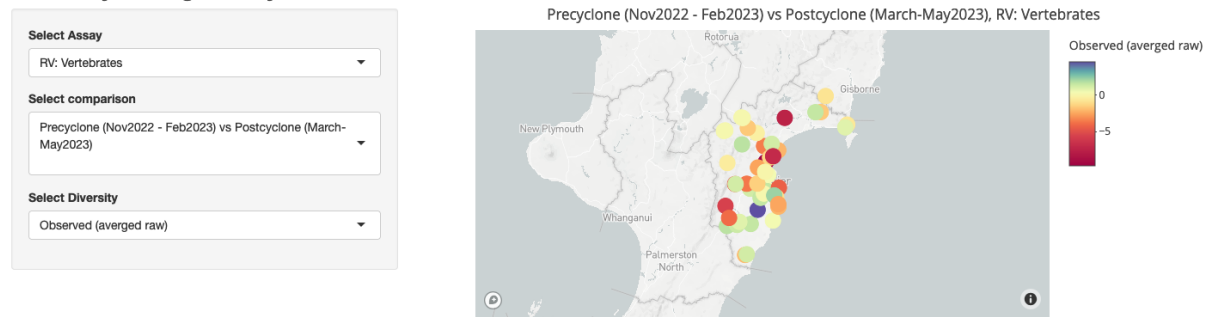 Precyclone (Nov2022 - Feb2023) vs Postcyclone (March-May2023), RV: Vertebrates
Select Assay
RV: Vertebrates
Select comparison
Precyclone (Nov2022 - Feb2023) vs Postcyclone (March-
May2023)
Select Diversity
Observed (averged raw)
Rotorua
Gisborne
New Plymouth
Whanganui
Palmerston
North
Observed (averged raw)
0
−5